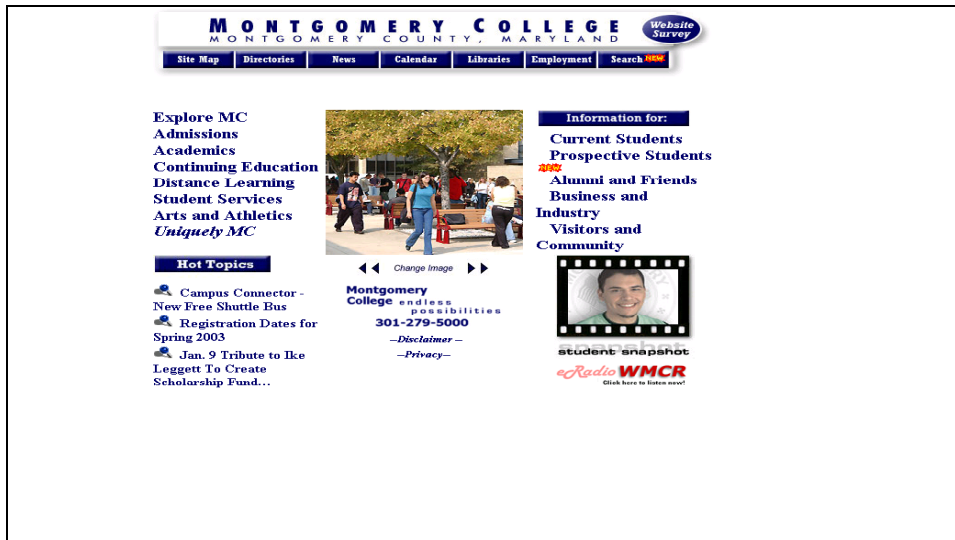 MONTGOMERY COLLEGE
MONTGOMERY COUNTY, MARYLAND
Website
Survey
Site Map
Directories
News
Calendar
Libraries
Employment
Search NEW
Explore MC
Admissions
Academics
Continuing Education
Distance Learning
Student Services
Arts and Athletics
Uniquely MC
Hot Topics
Campus Connector -
New Free Shuttle Bus
Registration Dates for
Spring 2003
Jan. 9 Tribute to Ike
Leggett To Create
Scholarship Fund...
Change Image
Montgomery
College endless
possibilities
301-279-5000
—Disclaimer —
—Privacy—
Information for:
Current Students
Prospective Students
NEW
Alumni and Friends
Business and
Industry
Visitors and
Community
snapshot
student snapshot
eRadio WMCR
Click here to listen now!